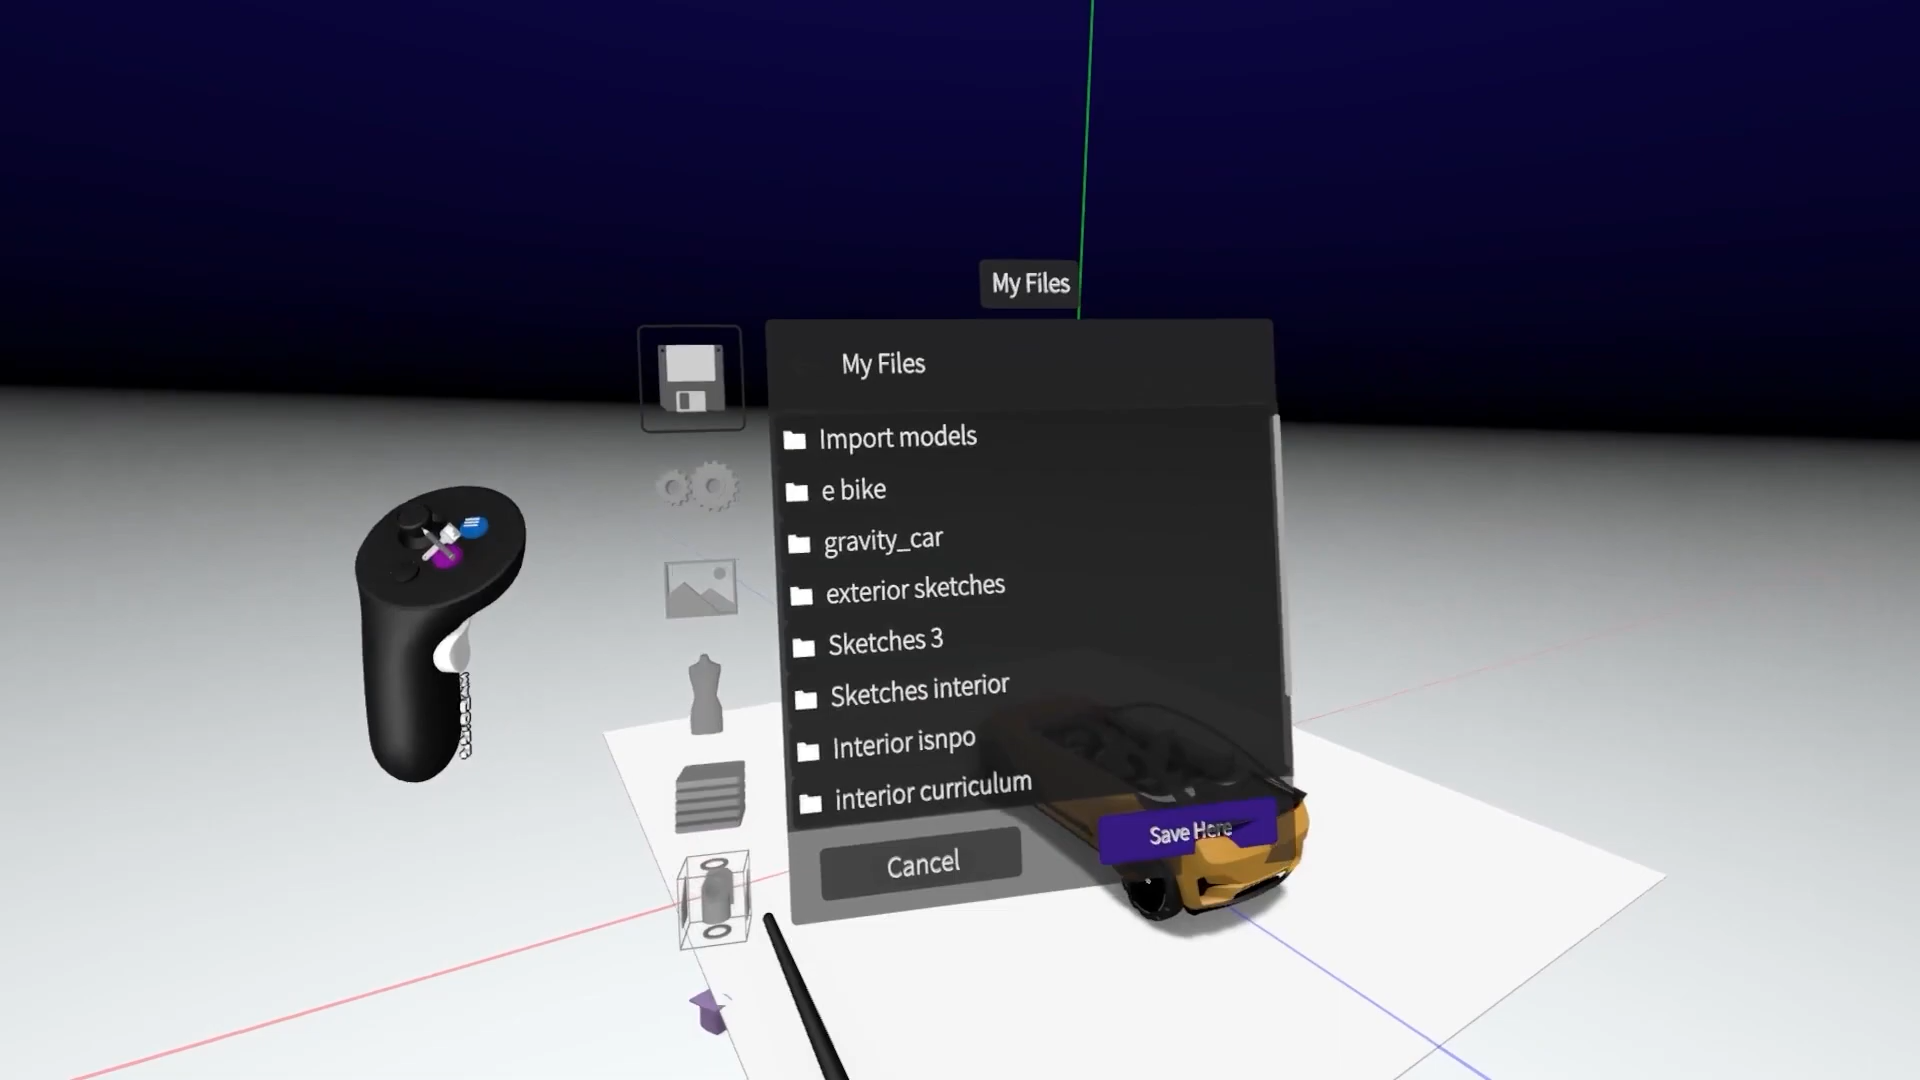 My Files
My Files
Import models
e bike
gravity_car
exterior sketches
Sketches 3
Sketches interior
Interior isnpo
interior curriculum
Cancel
Save Here